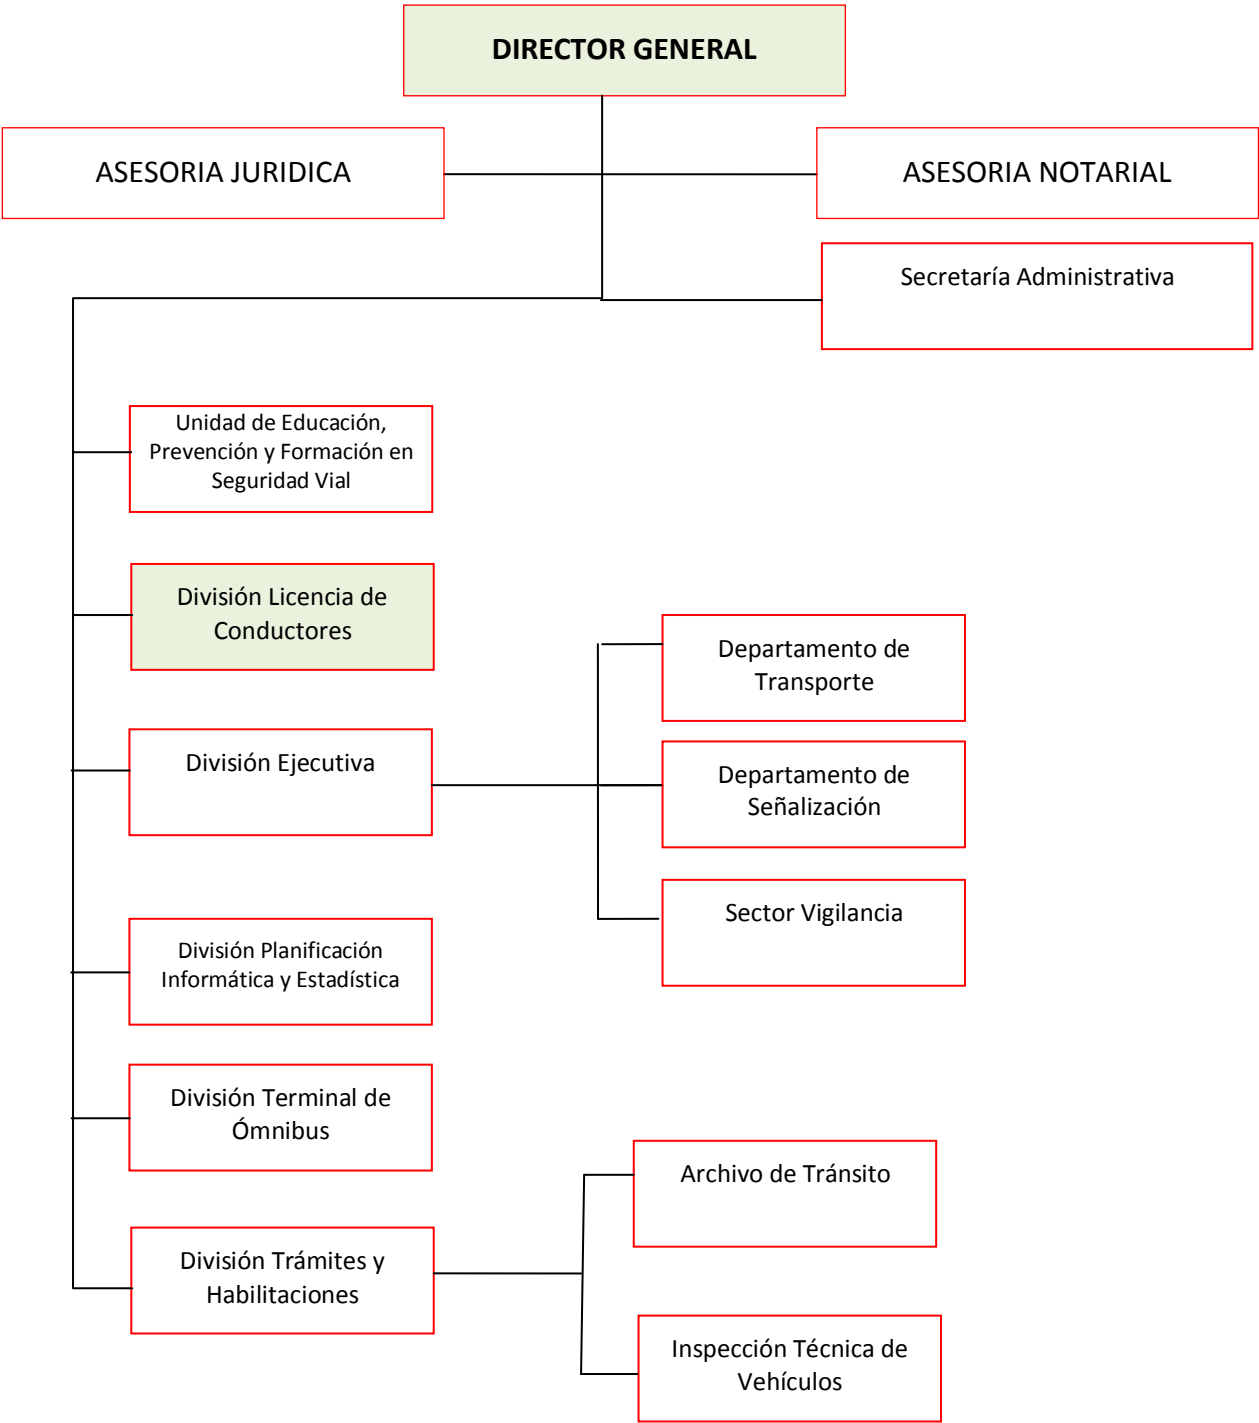 DIRECTOR GENERAL
ASESORIA JURIDICA
ASESORIA NOTARIAL
Secretaría Administrativa
Unidad de Educación,
Prevención y Formación en
Seguridad Vial
División Licencia de
Conductores
Departamento de
Transporte
División Ejecutiva
Departamento de
Señalización
Sector Vigilancia
División Planificación
Informática y Estadística
División Terminal de
Ómnibus
Archivo de Tránsito
División Trámites y
Habilitaciones
Inspección Técnica de
Vehículos